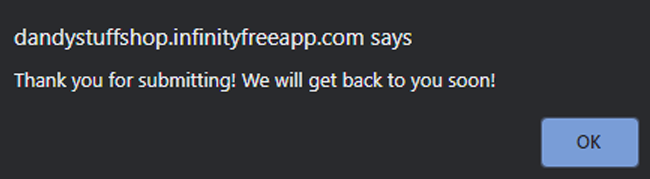 dandystuffshop.infinityfreeapp.com says
Thank you for submitting! We will get back to you soon!
OK